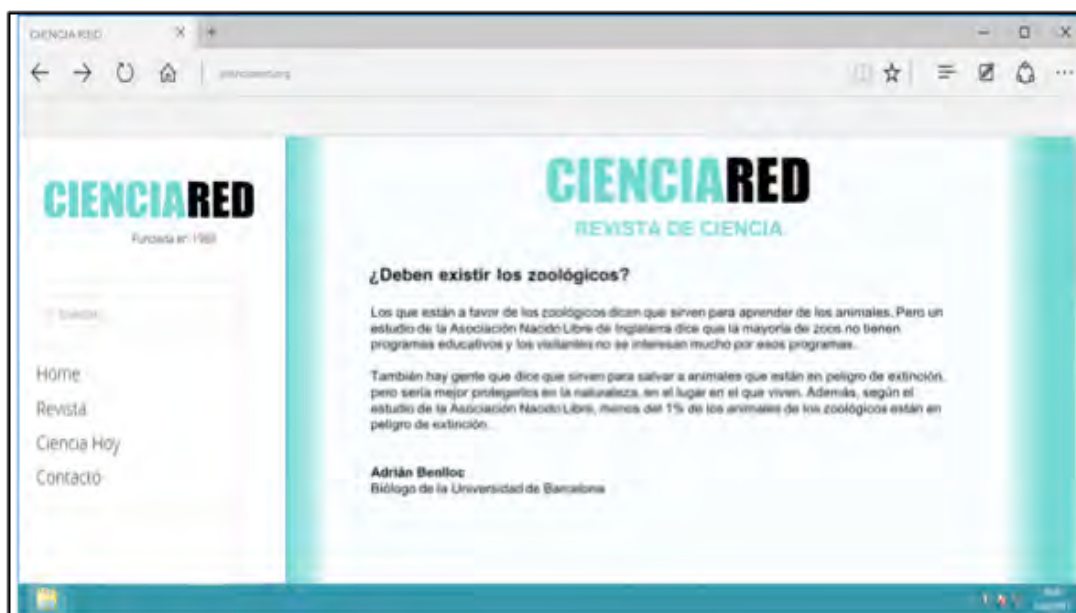 CIENCIA RED
CIENCIARED
Fundada en 1988
Home
Revista
Ciencia Hoy
Contacto
CIENCIARED
REVISTA DE CIENCIA
¿Deben existir los zoológicos?
Los que están a favor de los zoológicos dicen que sirven para aprender de los animales. Pero un
estudio de la Asociación Nacido Libre de Inglaterra dice que la mayoría de zoos no tienen
programas educativos y los visitantes no se interesan mucho por esos programas.
También hay gente que dice que sirven para salvar a animales que están en peligro de extinción,
pero sería mejor protegerlos en la naturaleza, en el lugar en el que viven. Además, según el
estudio de la Asociación Nacido Libre, menos del 1% de los animales de los zoológicos están en
peligro de extinción.
Adrián Benlloc
Biólogo de la Universidad de Barcelona